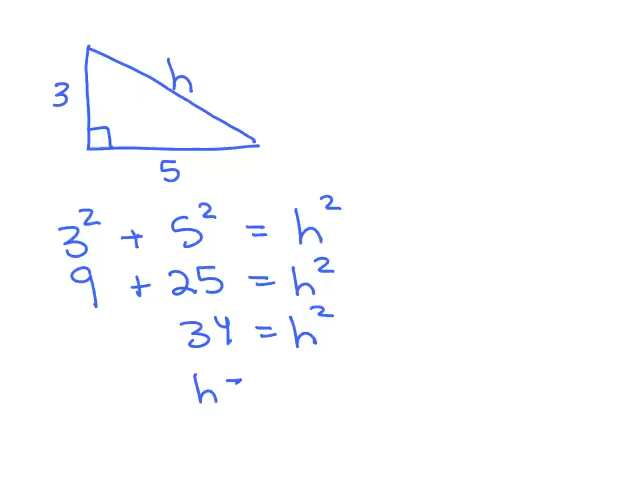 h
3
5
3² + 5² = h²
9 + 25 = h²
34 = h²
h -